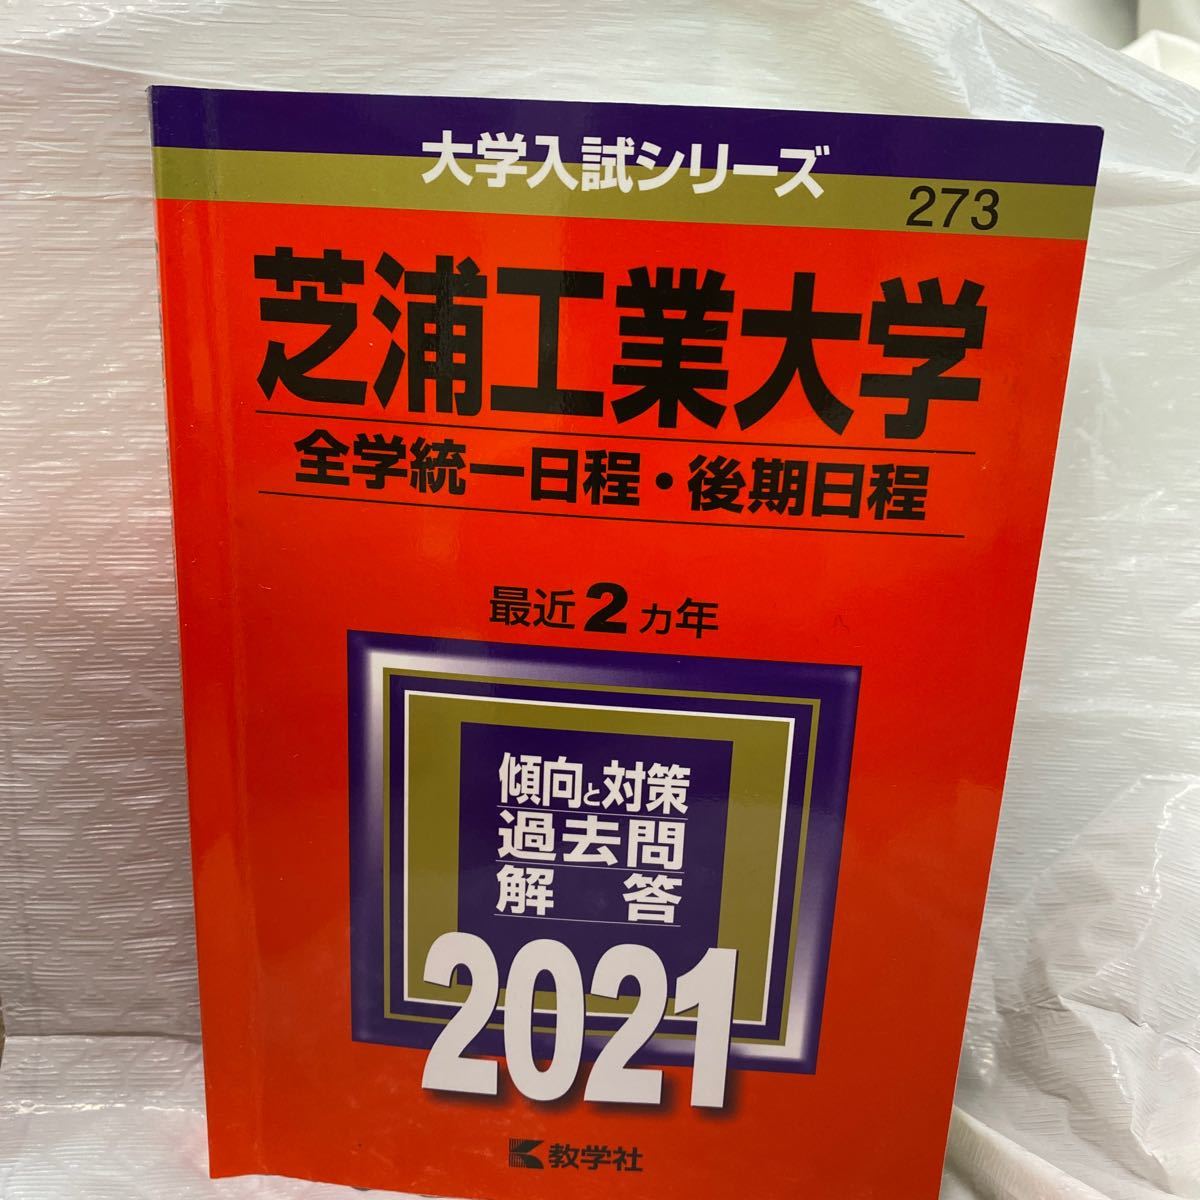 大学入試シリーズ
273
芝浦工業大学
全学統一日程・後期日程
最近2ヵ年
傾向と対策
過去問
解答
2021
教学社